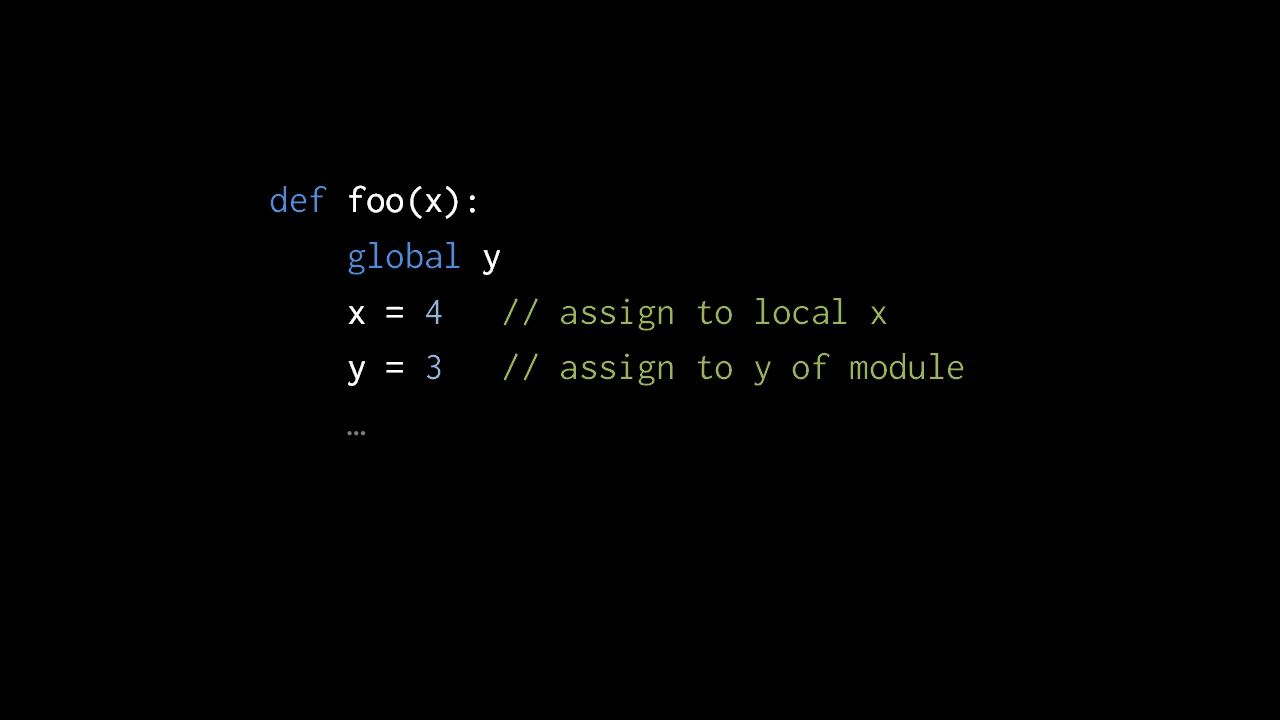 def foo(x):
    global y
    x = 4   // assign to local x
    y = 3   // assign to y of module
    …